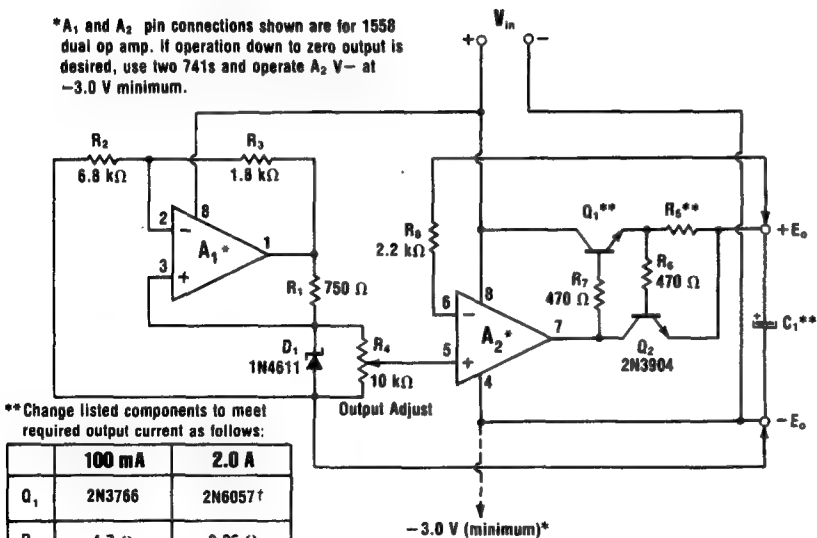 *A₁ and A₂ pin connections shown are for 1558
dual op amp. If operation down to zero output is
desired, use two 741s and operate A₂ V− at
−3.0 V minimum.
V_in
+ −
R₂
6.8 kΩ
R₃
1.8 kΩ
2
−
8
A₁*
1
3
+
R₁ 750 Ω
D₁
1N4611
R₄
10 kΩ
Output Adjust
R₈
2.2 kΩ
6
−
8
A₂*
7
5
+
4
Q₁**
R₅**
R₇
470 Ω
R₆
470 Ω
Q₂
2N3904
+E₀
+
C₁**
−E₀
−3.0 V (minimum)*
**Change listed components to meet
required output current as follows:
100 mA 2.0 A
Q₁ 2N3766 2N6057†